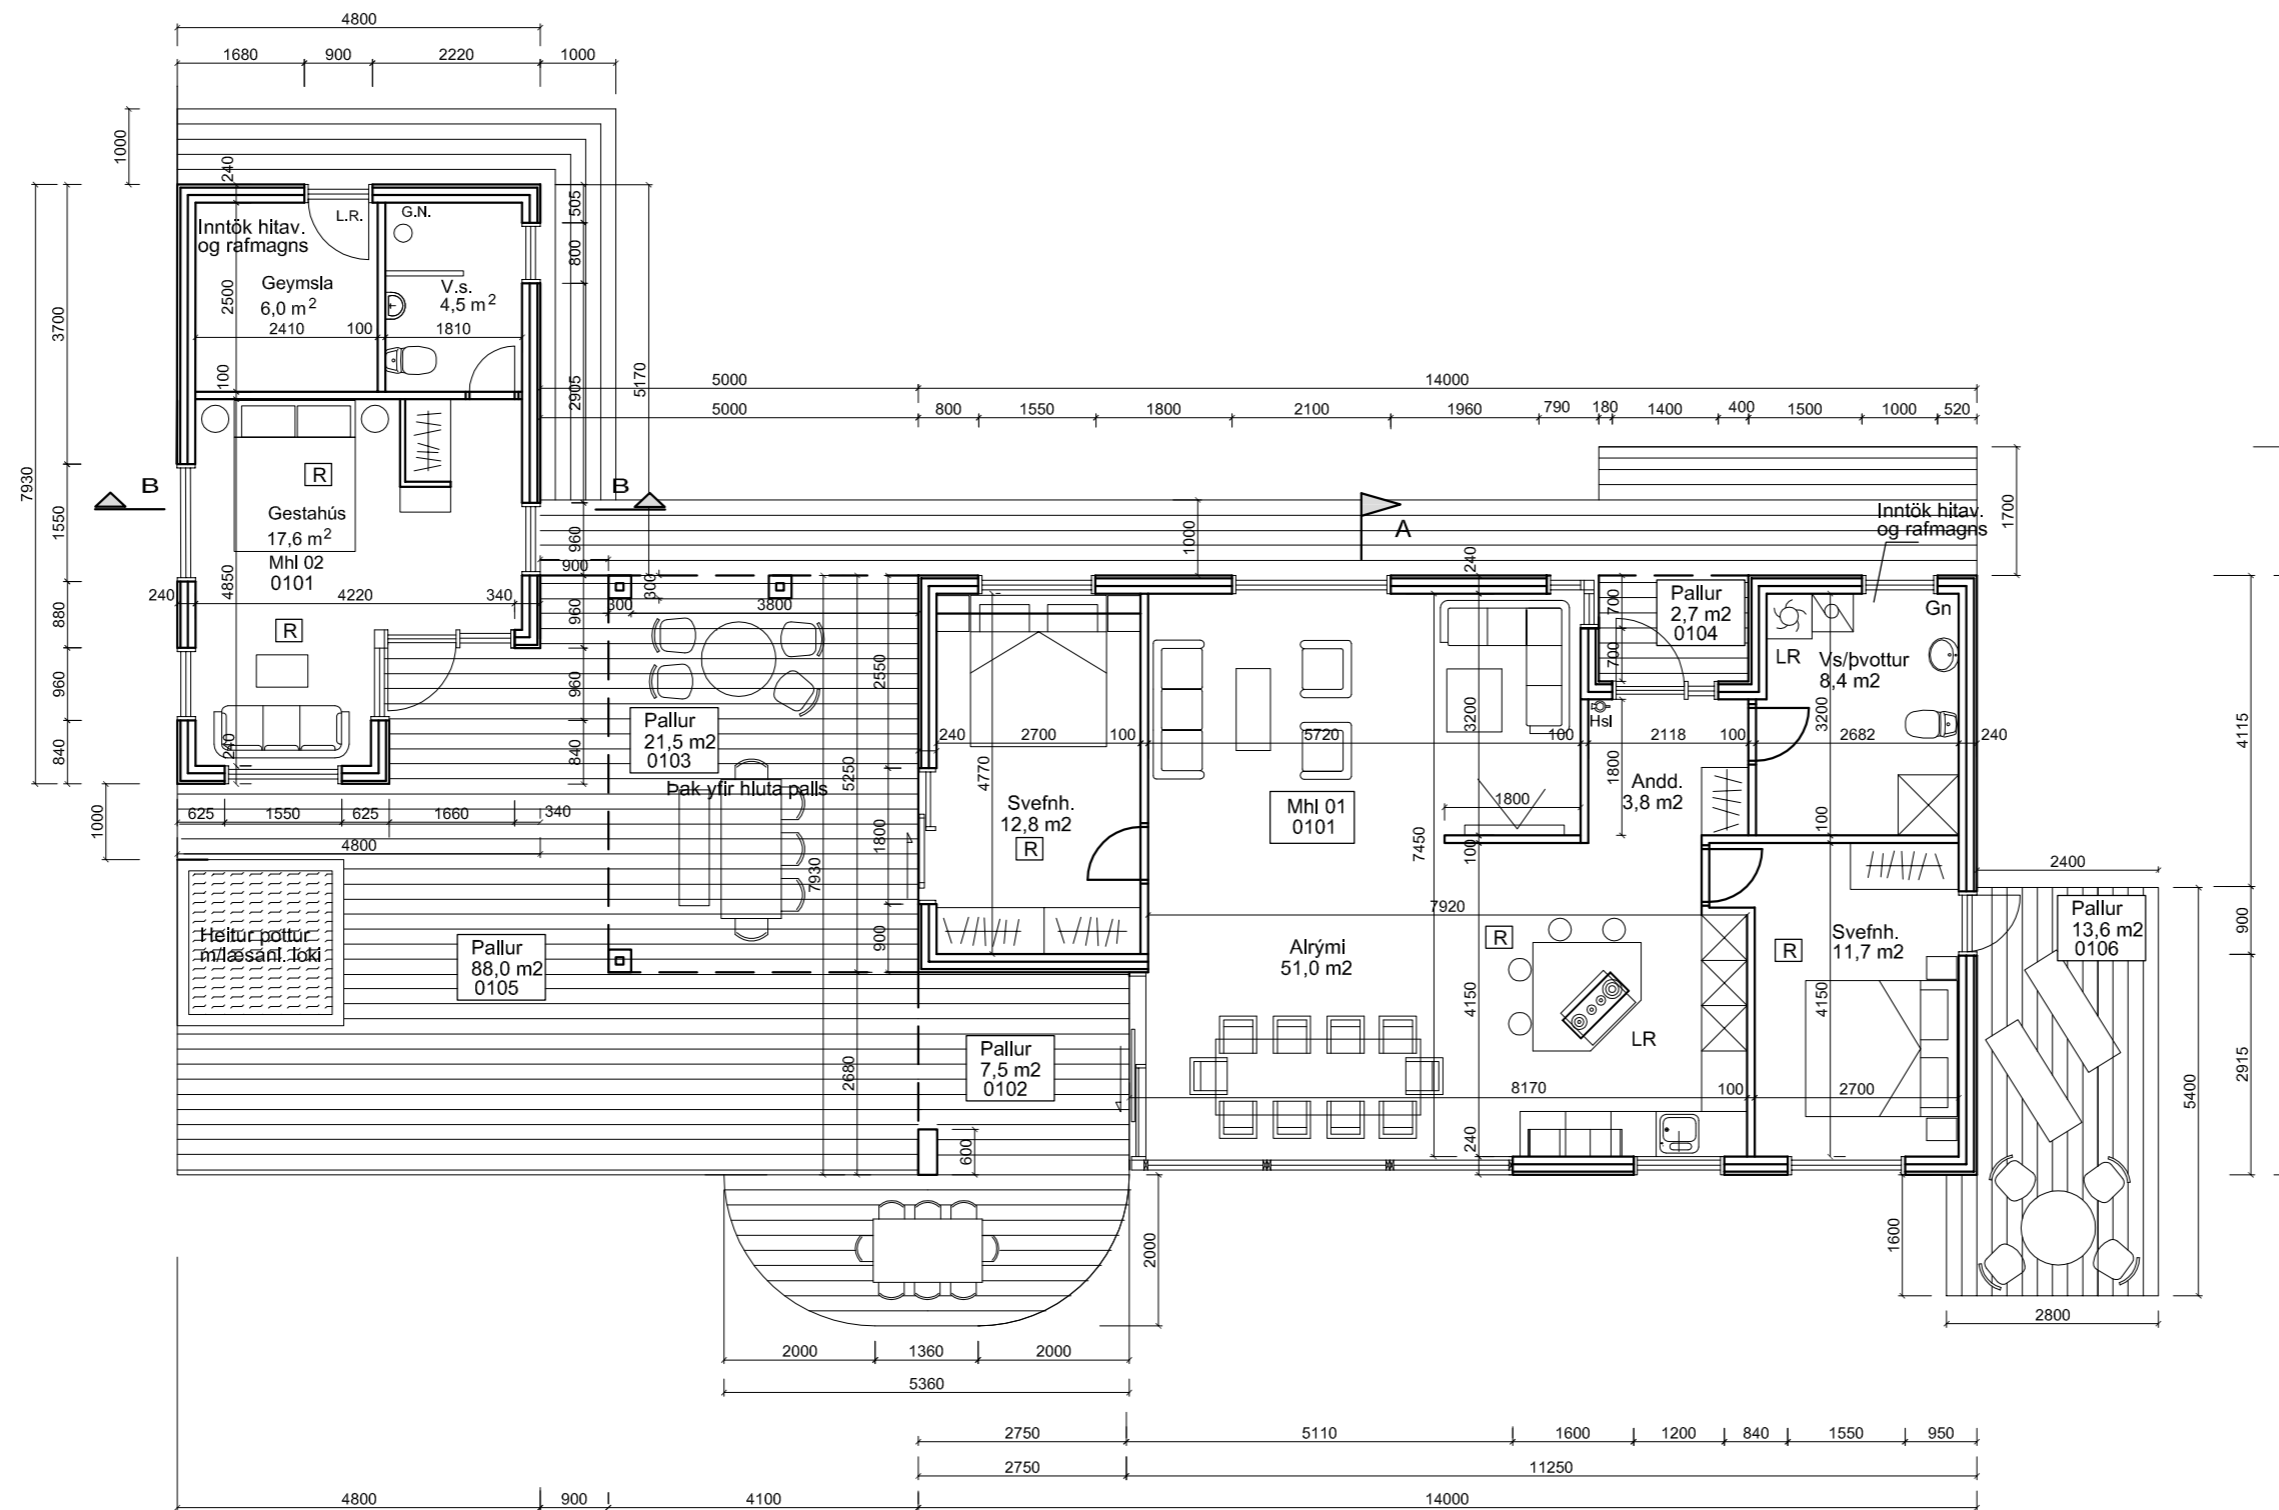 4800
1680 900 2220 1000
1000
240
505
Inntök hitav.
og rafmagns
L.R.
G.N.
800
Geymsla
6,0 m2
V.s.
4,5 m2
2500
2410 100 1810
3700
7930
100
2905
5170
5000 14000
5000 800 1550 1800 2100 1960 790 180 1400 400 1500 1000 520
R
B
B
Gestahús
17,6 m2
Mhl 02
0101
1550
960
1000
A
Inntök hitav.
og rafmagns
1700
900
300
240
4850
240 4220 340
300 3800
880
960
R
700
Pallur
2,7 m2
0104
Gn
LR
Vs/þvottur
8,4 m2
700
2550
3200
3200
Hsl
960
960
Pallur
21,5 m2
0103
240 2700 100 5720 100 2118 100 2682 240
4115
840
240
840
5250
4770
1800
Andd.
3,8 m2
Þak yfir hluta palls
Svefnh.
12,8 m2
R
Mhl 01
0101
1800
625 1550 625 1660 340
1000
4800
1800
7930
7450
100
100
2400
Heitur pottur
m/læsanl. loki
Pallur
88,0 m2
0105
900
7920
Alrými
51,0 m2
R
R
Svefnh.
11,7 m2
Pallur
13,6 m2
0106
900
4150
4150
LR
Pallur
7,5 m2
0102
2680
8170 100 2700
2915
5400
600
240
2000
1600
2800
2000 1360 2000
5360
2750 5110 1600 1200 840 1550 950
2750 11250
4800 900 4100 14000